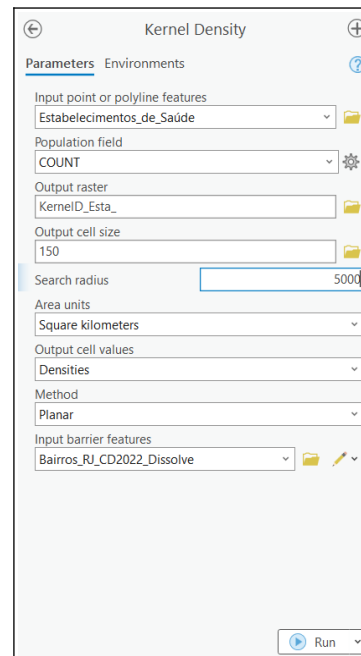 Kernel Density
Parameters Environments
?
Input point or polyline features
Estabelecimentos_de_Saúde
Population field
COUNT
Output raster
KernelD_Esta_
Output cell size
150
Search radius 5000
Area units
Square kilometers
Output cell values
Densities
Method
Planar
Input barrier features
Bairros_RJ_CD2022_Dissolve
Run